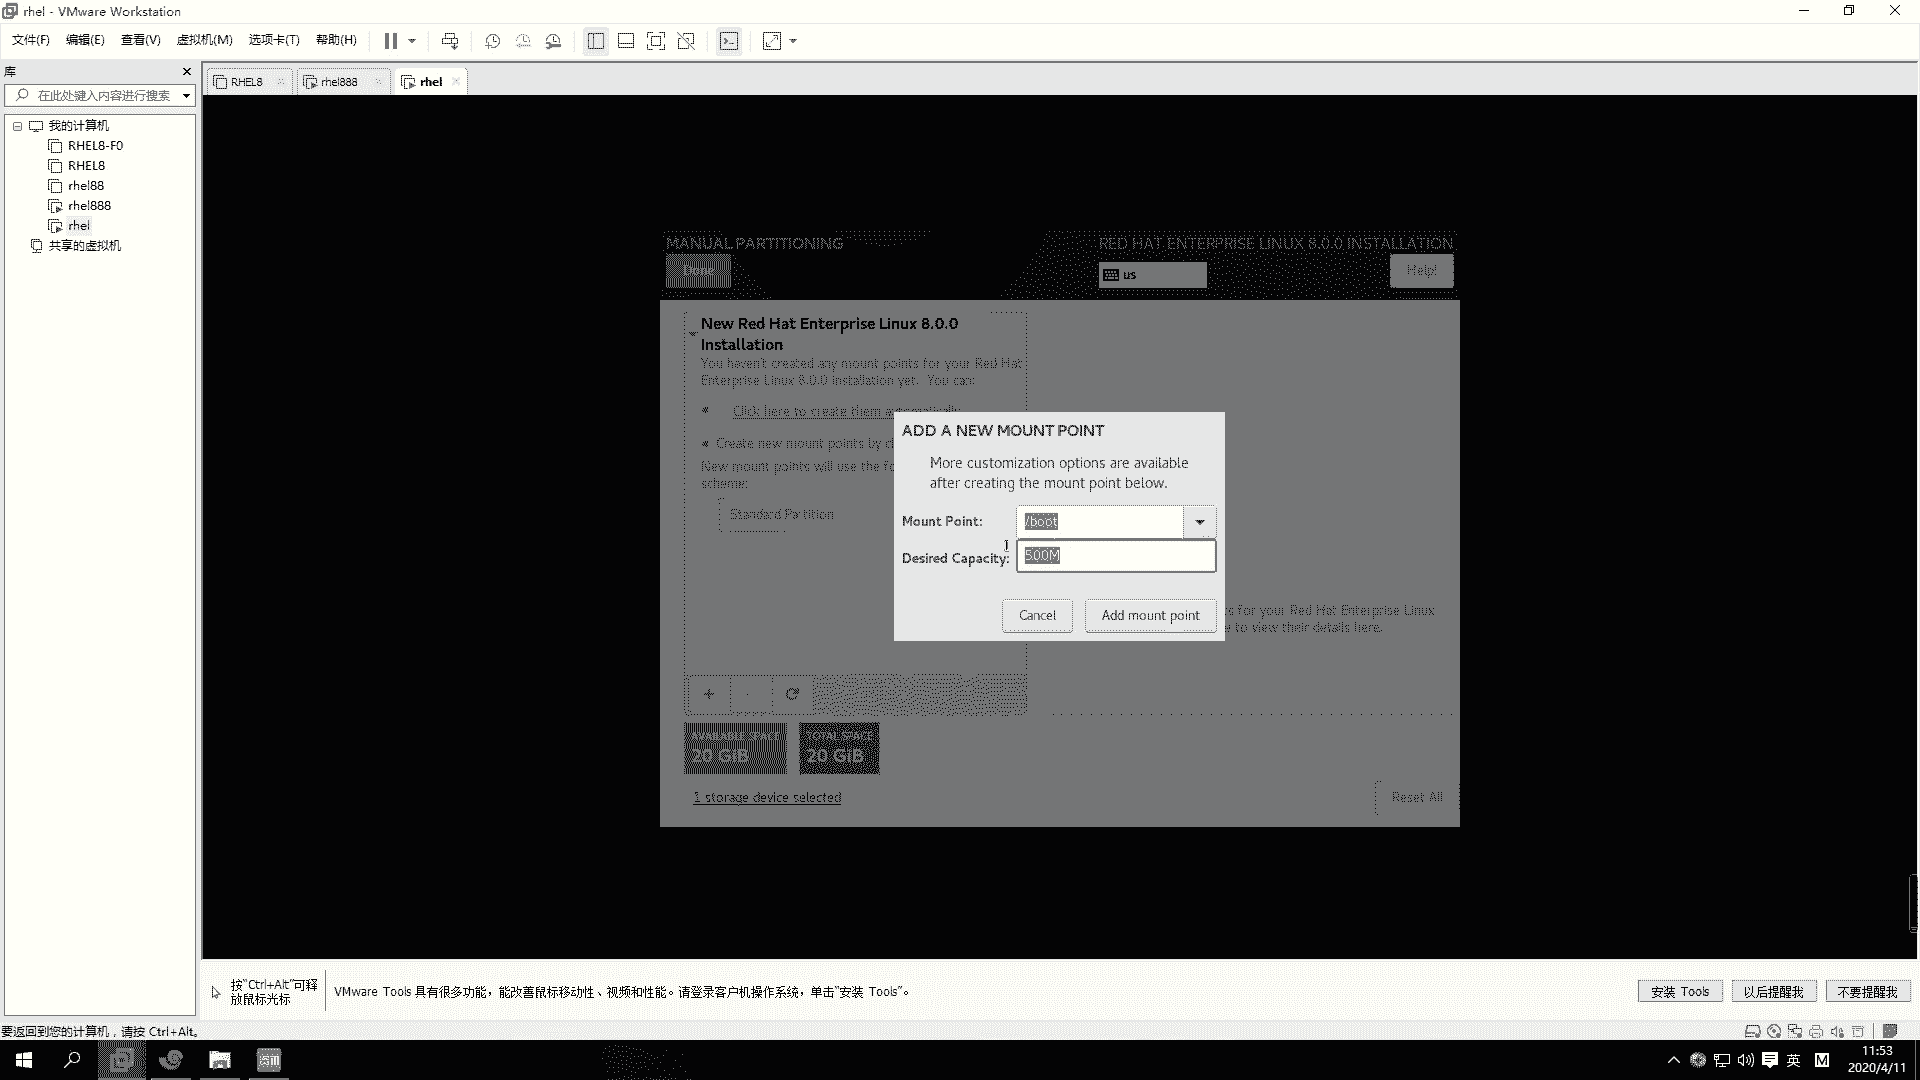 rhel - VMware Workstation
文件(F) 编辑(E) 查看(V) 虚拟机(M) 选项卡(T) 帮助(H)
库
在此处键入内容进行搜索
我的计算机
RHEL8-F0
RHEL8
rhel88
rhel888
rhel
共享的虚拟机
RHEL8 rhel888 rhel
MANUAL PARTITIONING
RED HAT ENTERPRISE LINUX 8.0.0 INSTALLATION
Done
us
Help!
New Red Hat Enterprise Linux 8.0.0
Installation
You haven't created any mount points for your Red Hat
Enterprise Linux 8.0.0 installation yet. You can:
Click here to create them automatically.
Create new mount points by cl
New mount points will use the fo
scheme:
Standard Partition
ADD A NEW MOUNT POINT
More customization options are available
after creating the mount point below.
Mount Point: /boot
Desired Capacity: 500M
Cancel Add mount point
s for your Red Hat Enterprise Linux
e to view their details here.
+ -
AVAILABLE SPACE
20 GiB
TOTAL SPACE
20 GiB
1 storage device selected
Reset All
按"Ctrl+Alt"可释
放鼠标光标
VMware Tools 具有很多功能，能改善鼠标移动性、视频和性能。请登录客户机操作系统，单击"安装 Tools"。
安装 Tools 以后提醒我 不要提醒我
要返回到您的计算机，请按 Ctrl+Alt。
英 M
11:53
2020/4/11